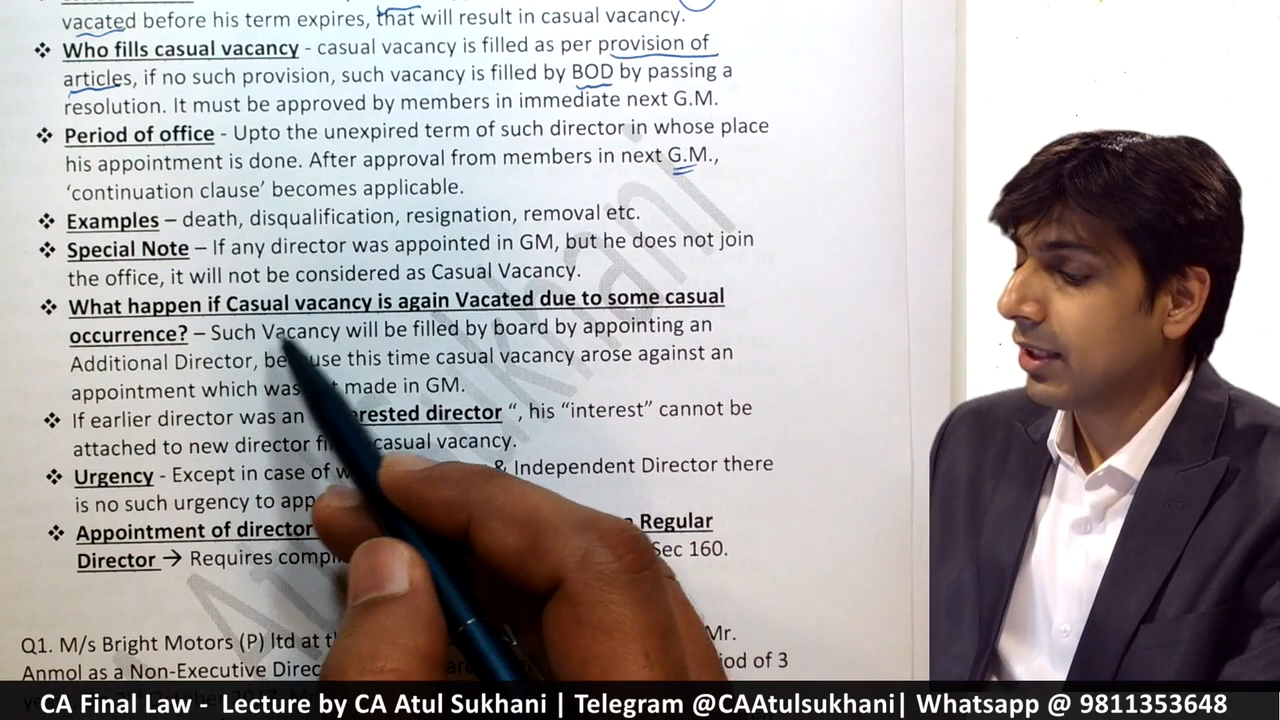 vacated before his term expires, that will result in casual vacancy.
❖ Who fills casual vacancy - casual vacancy is filled as per provision of
articles, if no such provision, such vacancy is filled by BOD by passing a
resolution. It must be approved by members in immediate next G.M.
❖ Period of office - Upto the unexpired term of such director in whose place
his appointment is done. After approval from members in next G.M.,
‘continuation clause’ becomes applicable.
❖ Examples – death, disqualification, resignation, removal etc.
❖ Special Note – If any director was appointed in GM, but he does not join
the office, it will not be considered as Casual Vacancy.
❖ What happen if Casual vacancy is again Vacated due to some casual
occurrence? – Such Vacancy will be filled by board by appointing an
Additional Director, because this time casual vacancy arose against an
appointment which was made in GM.
❖ If earlier director was an director “, his “interest” cannot be
attached to new director casual vacancy.
❖ Urgency - Except in case of & Independent Director there
is no such urgency to
❖ Appointment of director Regular
Director → Requires Sec 160.
Q1. M/s Bright Motors (P) ltd at Mr.
Anmol as a Non-Executive of 3
CA Final Law - Lecture by CA Atul Sukhani | Telegram @CAAtulsukhani| Whatsapp @ 9811353648